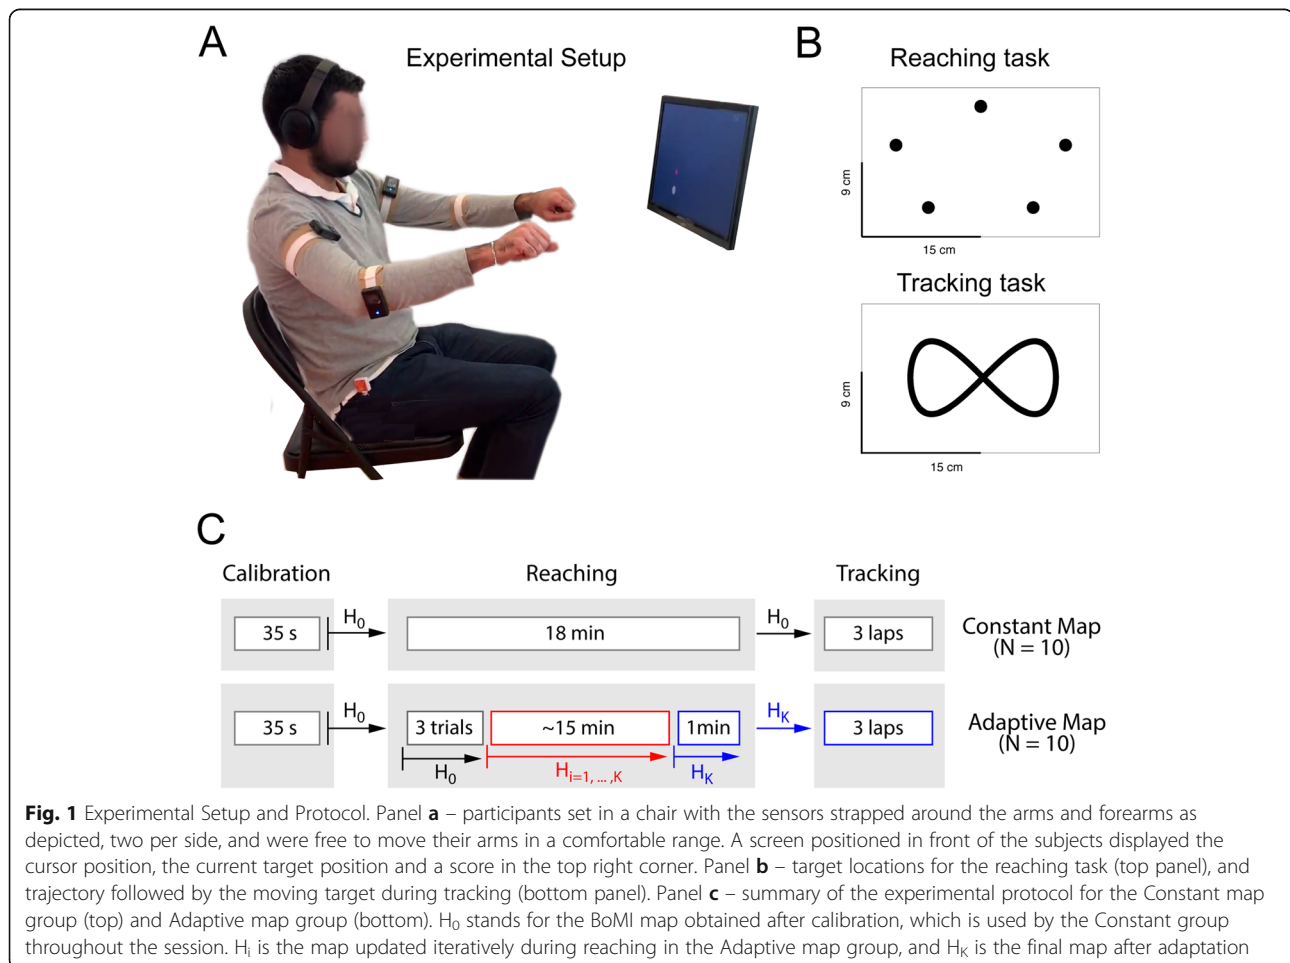 A
Experimental Setup
B
Reaching task
9 cm
15 cm
Tracking task
9 cm
15 cm
C
Calibration
Reaching
Tracking
35 s
H0
18 min
H0
3 laps
Constant Map
(N = 10)
35 s
H0
3 trials
~15 min
1min
HK
3 laps
Adaptive Map
(N = 10)
H0
Hi=1, ... ,K
HK
Fig. 1 Experimental Setup and Protocol. Panel a – participants set in a chair with the sensors strapped around the arms and forearms as
depicted, two per side, and were free to move their arms in a comfortable range. A screen positioned in front of the subjects displayed the
cursor position, the current target position and a score in the top right corner. Panel b – target locations for the reaching task (top panel), and
trajectory followed by the moving target during tracking (bottom panel). Panel c – summary of the experimental protocol for the Constant map
group (top) and Adaptive map group (bottom). H0 stands for the BoMI map obtained after calibration, which is used by the Constant group
throughout the session. Hi is the map updated iteratively during reaching in the Adaptive map group, and HK is the final map after adaptation